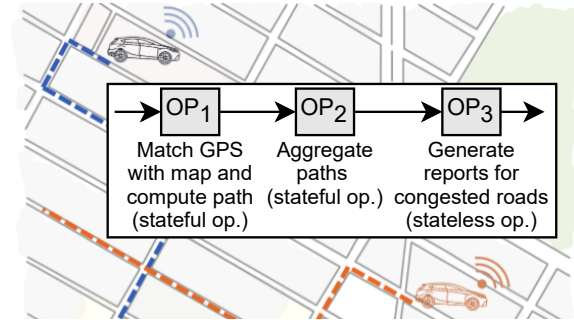 OP1 OP2 OP3
Match GPS Aggregate Generate
with map and paths reports for
compute path (stateful op.) congested roads
(stateful op.) (stateless op.)